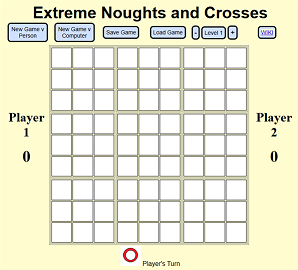 Extreme Noughts and Crosses
New Game v Person
New Game v Computer
Save Game
Load Game
- Level 1 +
WIKI
Player 1
0
Player 2
0
Player's Turn